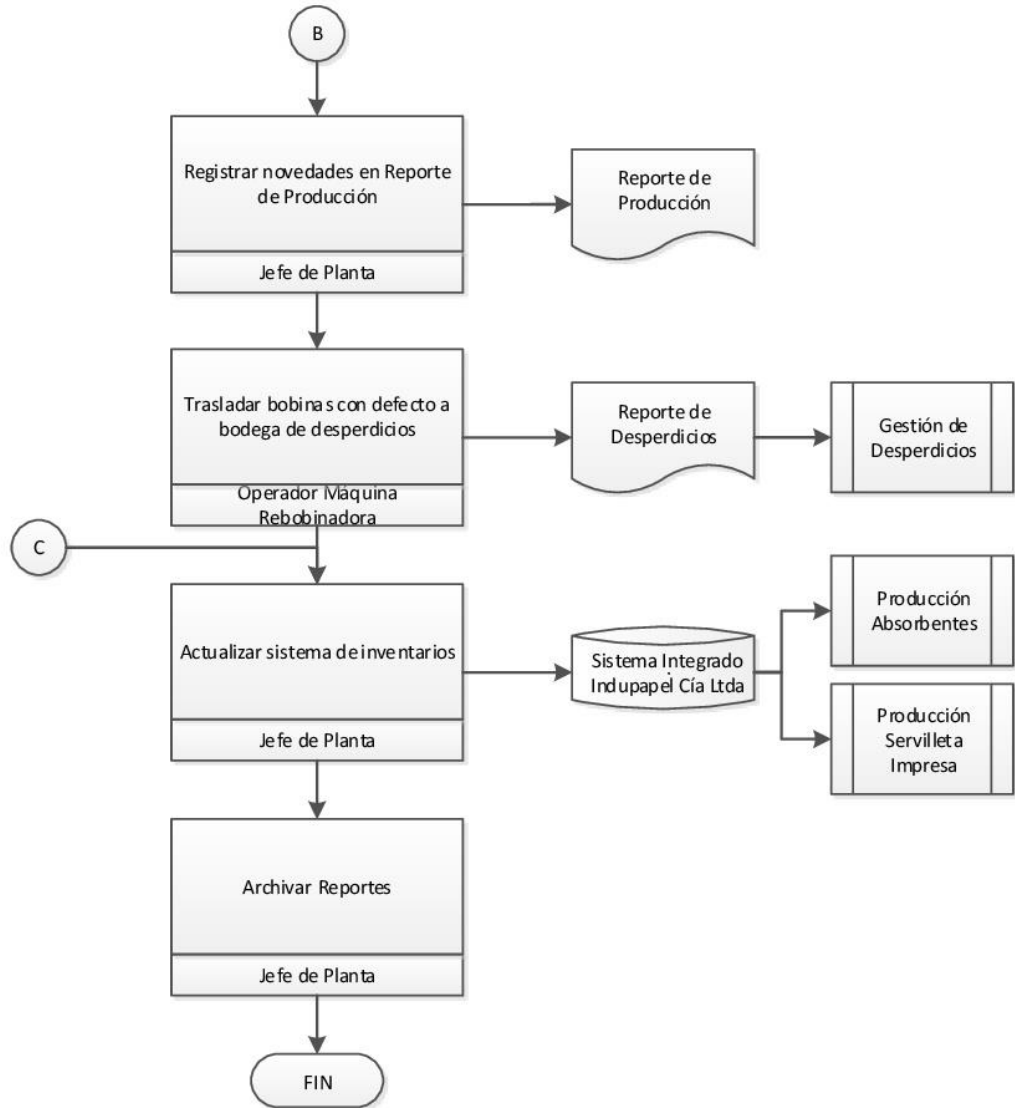 B
Registrar novedades en Reporte
de Producción
Jefe de Planta
Reporte de
Producción
Trasladar bobinas con defecto a
bodega de desperdicios
Operador Máquina
Rebobinadora
Reporte de
Desperdicios
Gestión de
Desperdicios
C
Actualizar sistema de inventarios
Jefe de Planta
Sistema Integrado
Indupapel Cía Ltda
.
Producción
Absorbentes
Producción
Servilleta
Impresa
Archivar Reportes
Jefe de Planta
FIN